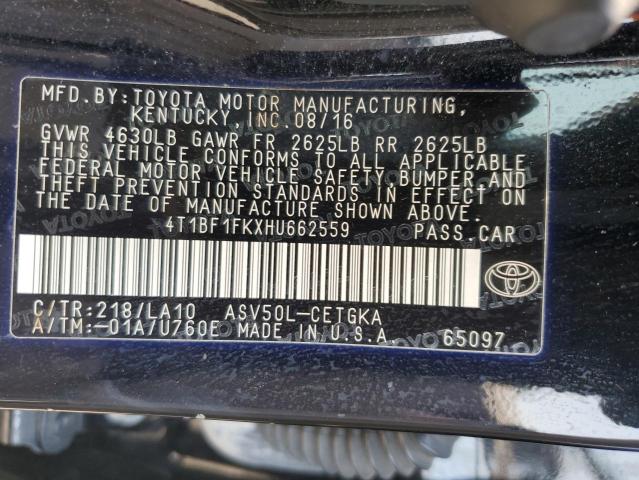 MFD.BY:TOYOTA MOTOR MANUFACTURING,
KENTUCKY, INC.08/16
GVWR 4630LB GAWR FR 2625LB RR 2625LB
THIS VEHICLE CONFORMS TO ALL APPLICABLE
FEDERAL MOTOR VEHICLE SAFETY,BUMPER AND
THEFT PREVENTION STANDARDS IN EFFECT ON
THE DATE OF MANUFACTURE SHOWN ABOVE.
4T1BF1FKXHU662559 PASS.CAR
C/TR:218/LA10 ASV50L-CETGKA
A/TM:-01A/U760E MADE IN U.S.A. 65097